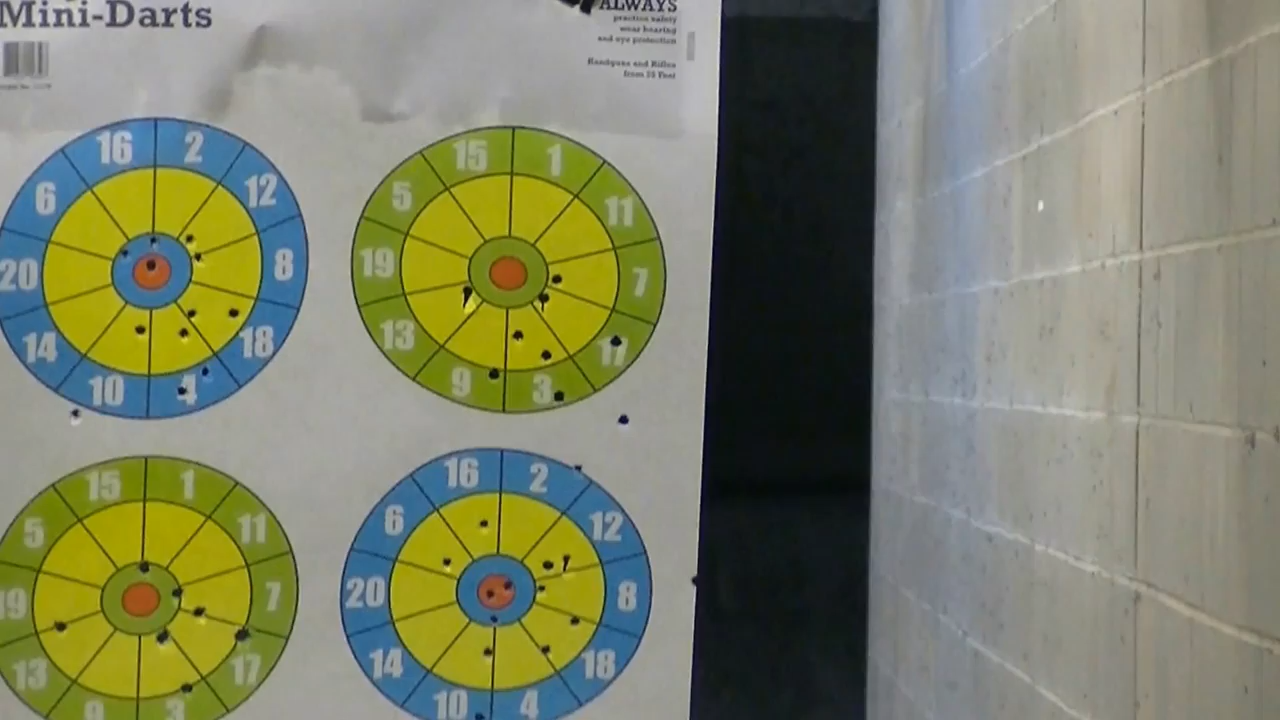 Mini-Darts
ALWAYS
practice safety
wear hearing
and eye protection
Handguns and Rifles
from 25 Feet
16 2
6 12
20 8
14 18
10 4
15 1
5 11
19 7
13 17
9 3
15 1
5 11
19 7
13 17
9 3
16 2
6 12
20 8
14 18
10 4